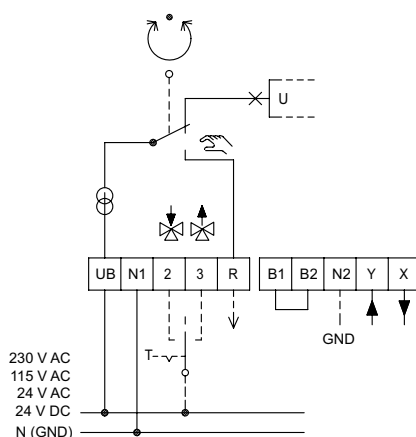 U
UB N1 2 3 R B1 B2 N2 Y X
GND
T
230 V AC
115 V AC
24 V AC
24 V DC
N (GND)